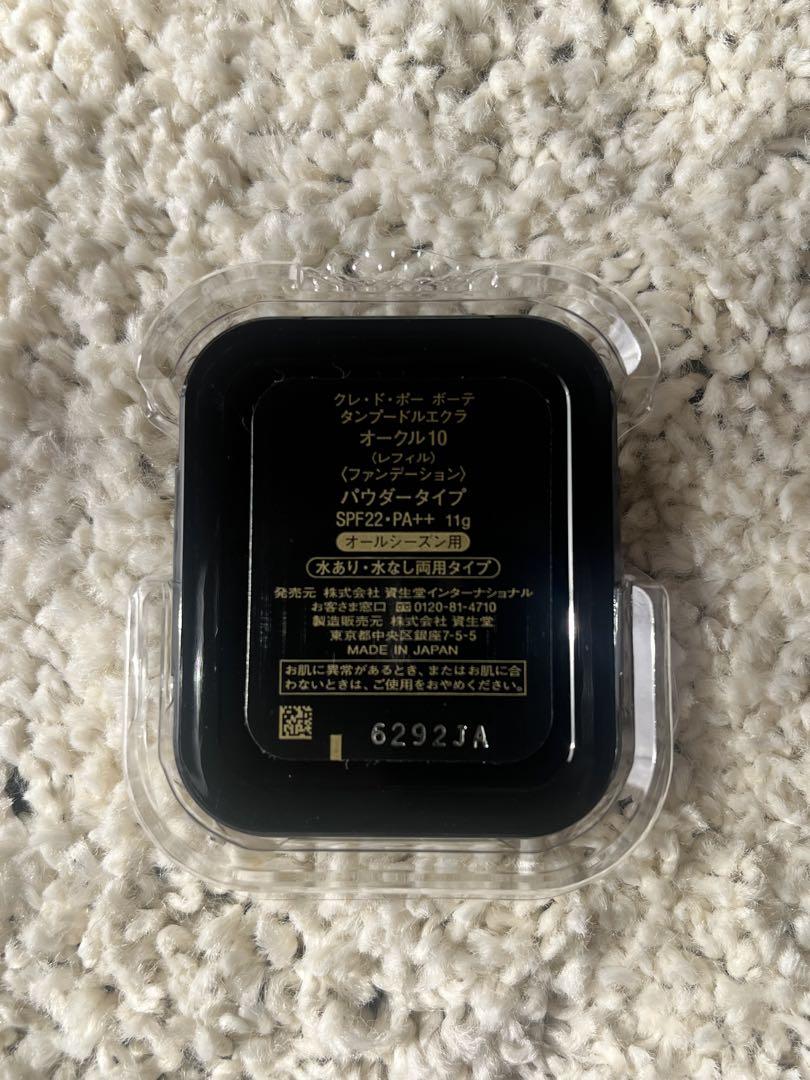 クレ・ド・ポー ボーテ
タンプードルエクラ
オークル10
(レフィル)
〈ファンデーション〉
パウダータイプ
SPF22・PA++ 11g
オールシーズン用
水あり・水なし両用タイプ
発売元 株式会社 資生堂インターナショナル
お客さま窓口 0120-81-4710
製造販売元 株式会社 資生堂
東京都中央区銀座7-5-5
MADE IN JAPAN
お肌に異常があるとき、またはお肌に合
わないときは、ご使用をおやめください。
6292JA